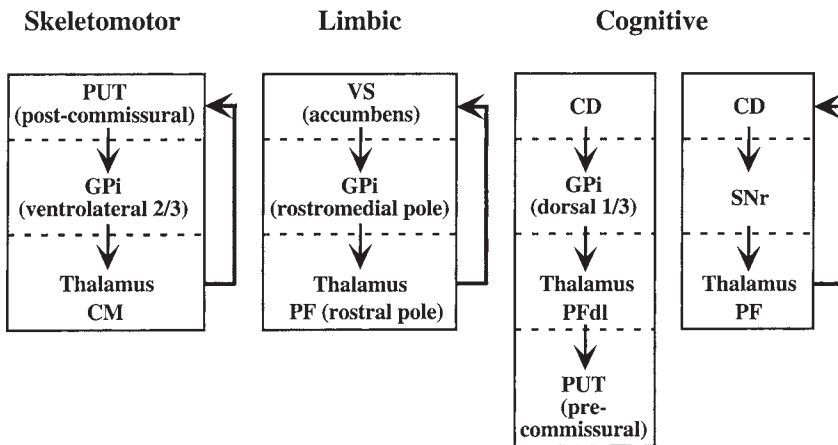 Skeletomotor
Limbic
Cognitive
PUT
(post-commissural)
GPi
(ventrolateral 2/3)
Thalamus
CM
VS
(accumbens)
GPi
(rostromedial pole)
Thalamus
PF (rostral pole)
CD
GPi
(dorsal 1/3)
Thalamus
PFdl
PUT
(pre-
commissural)
CD
SNr
Thalamus
PF